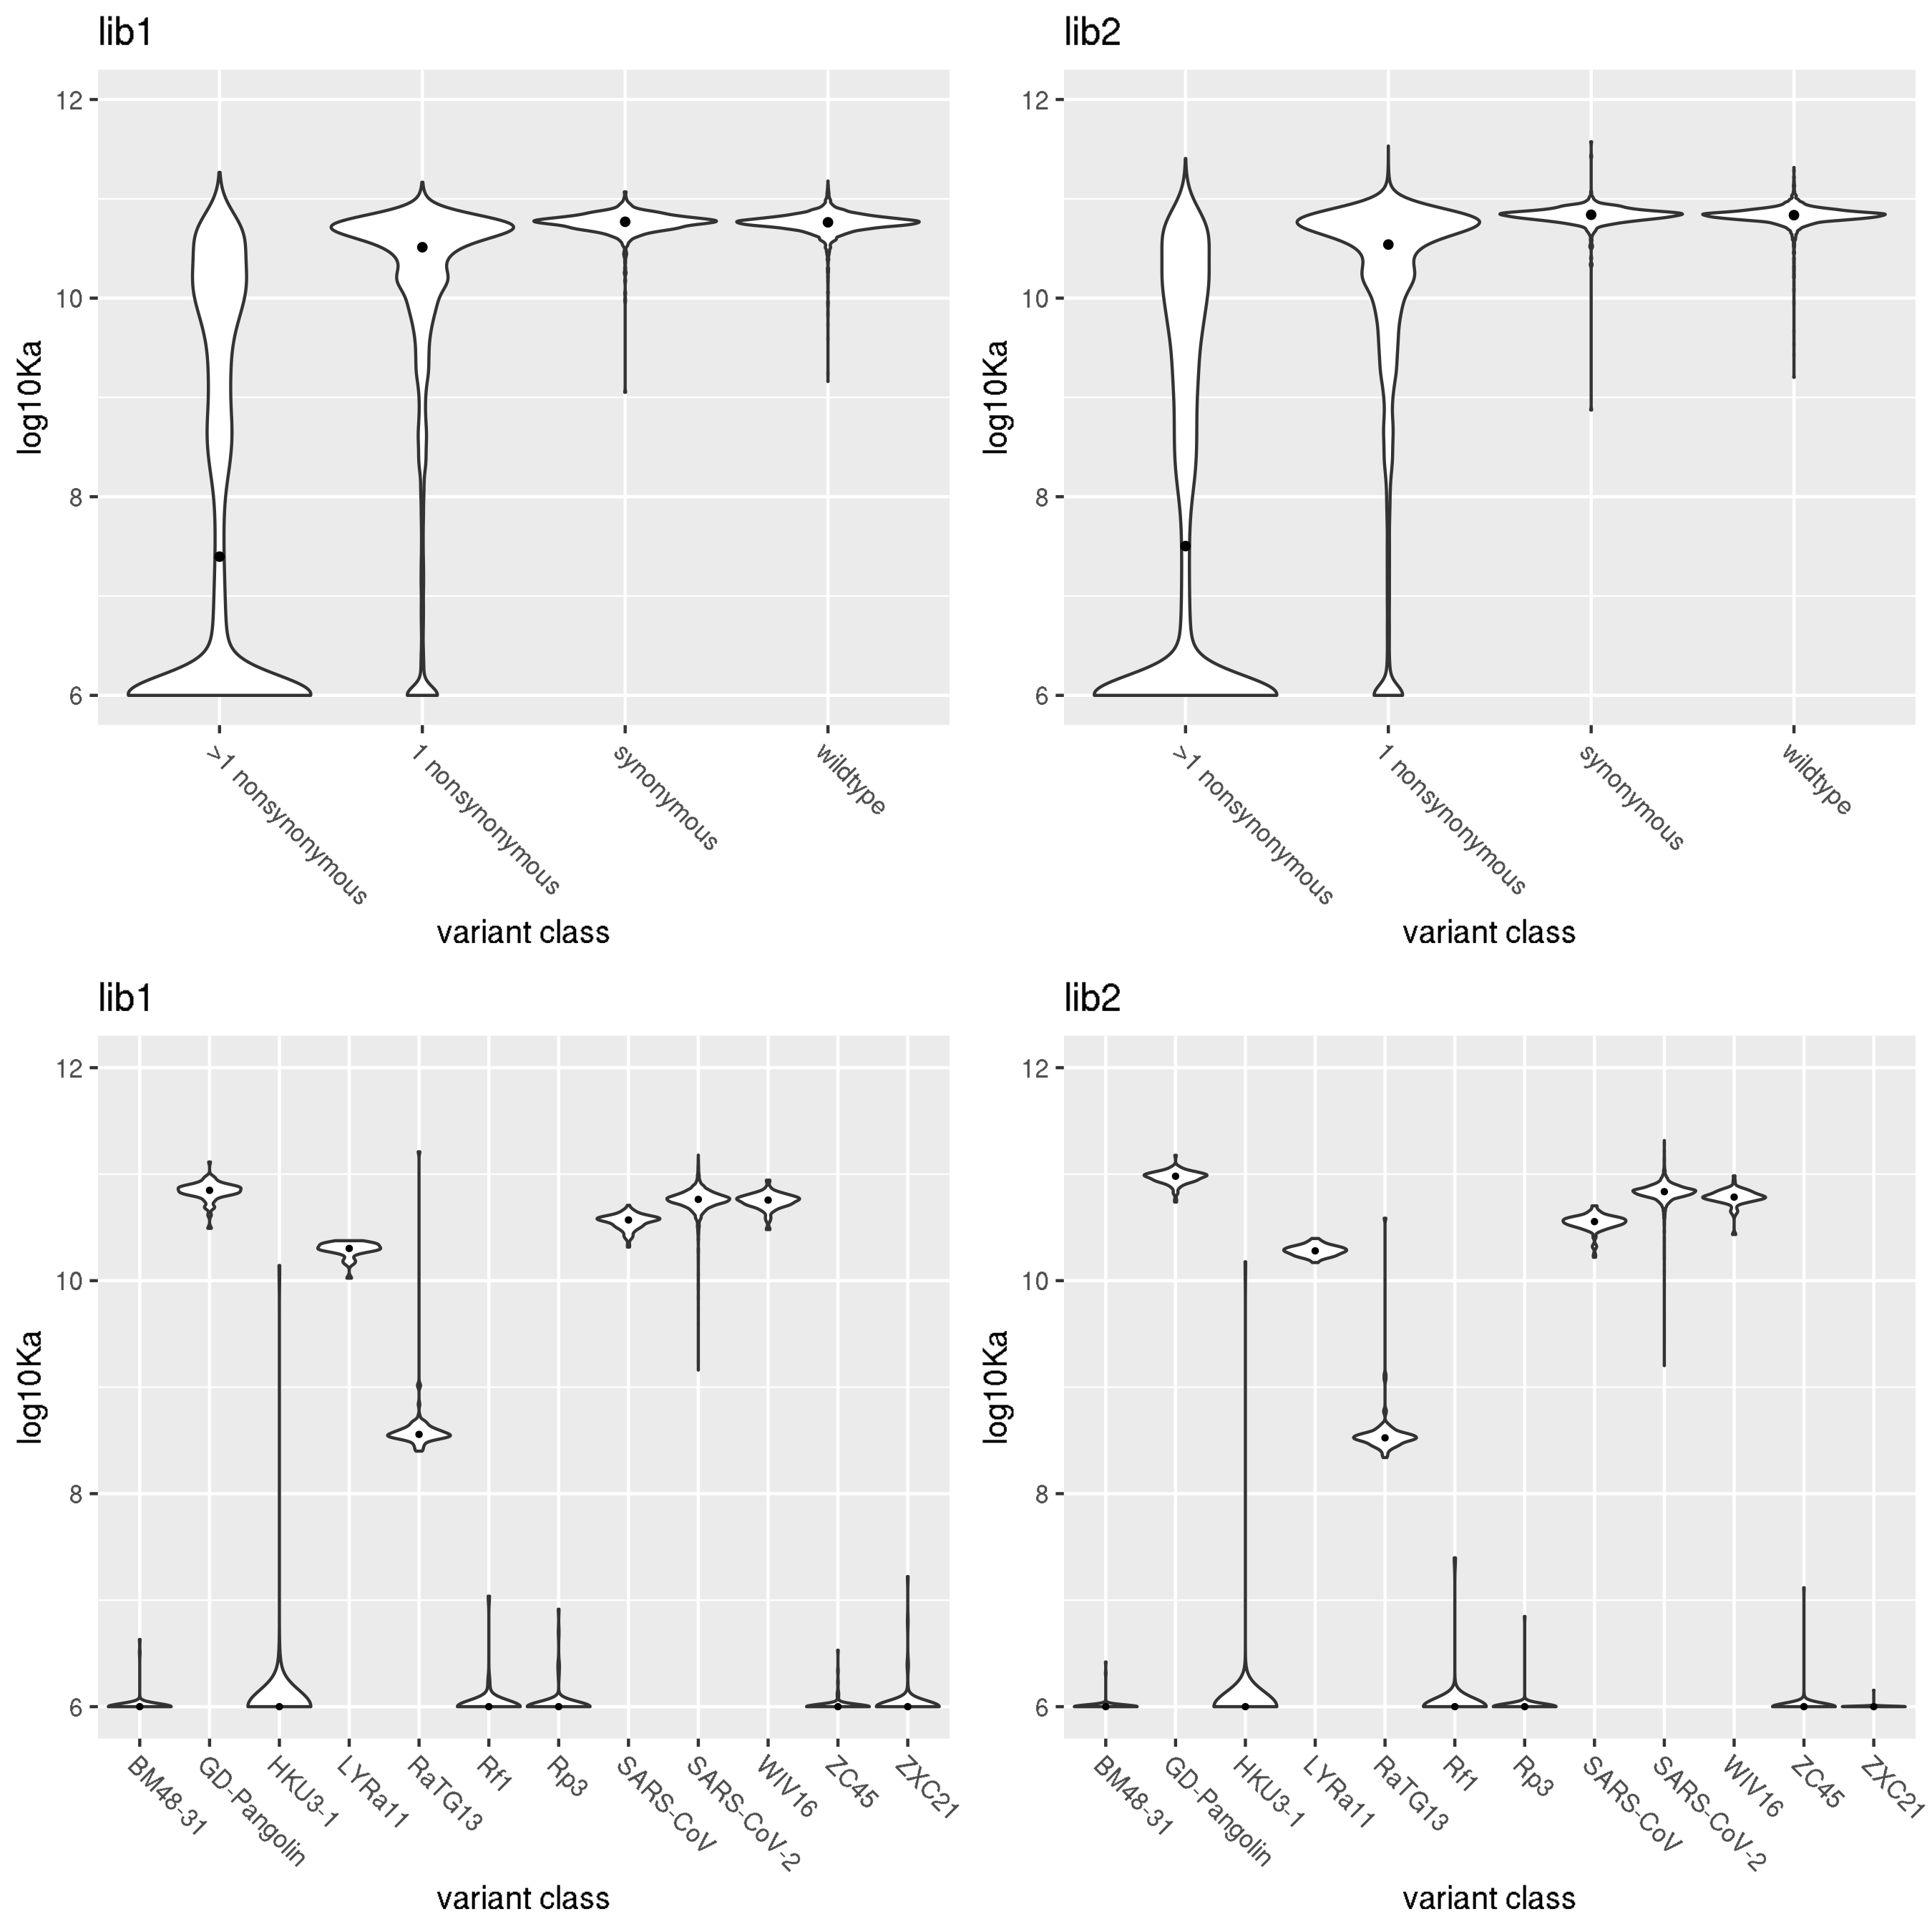 lib1
12
10
8
6
log10Ka
>1 nonsynonymous
1 nonsynonymous
synonymous
wildtype
variant class
lib2
12
10
8
6
log10Ka
>1 nonsynonymous
1 nonsynonymous
synonymous
wildtype
variant class
lib1
12
10
8
6
log10Ka
BM48-31
GD-Pangolin
HKU3-1
LYRa11
RaTG13
Rf1
Rp3
SARS-CoV
SARS-CoV-2
WIV16
ZC45
ZXC21
variant class
lib2
12
10
8
6
log10Ka
BM48-31
GD-Pangolin
HKU3-1
LYRa11
RaTG13
Rf1
Rp3
SARS-CoV
SARS-CoV-2
WIV16
ZC45
ZXC21
variant class